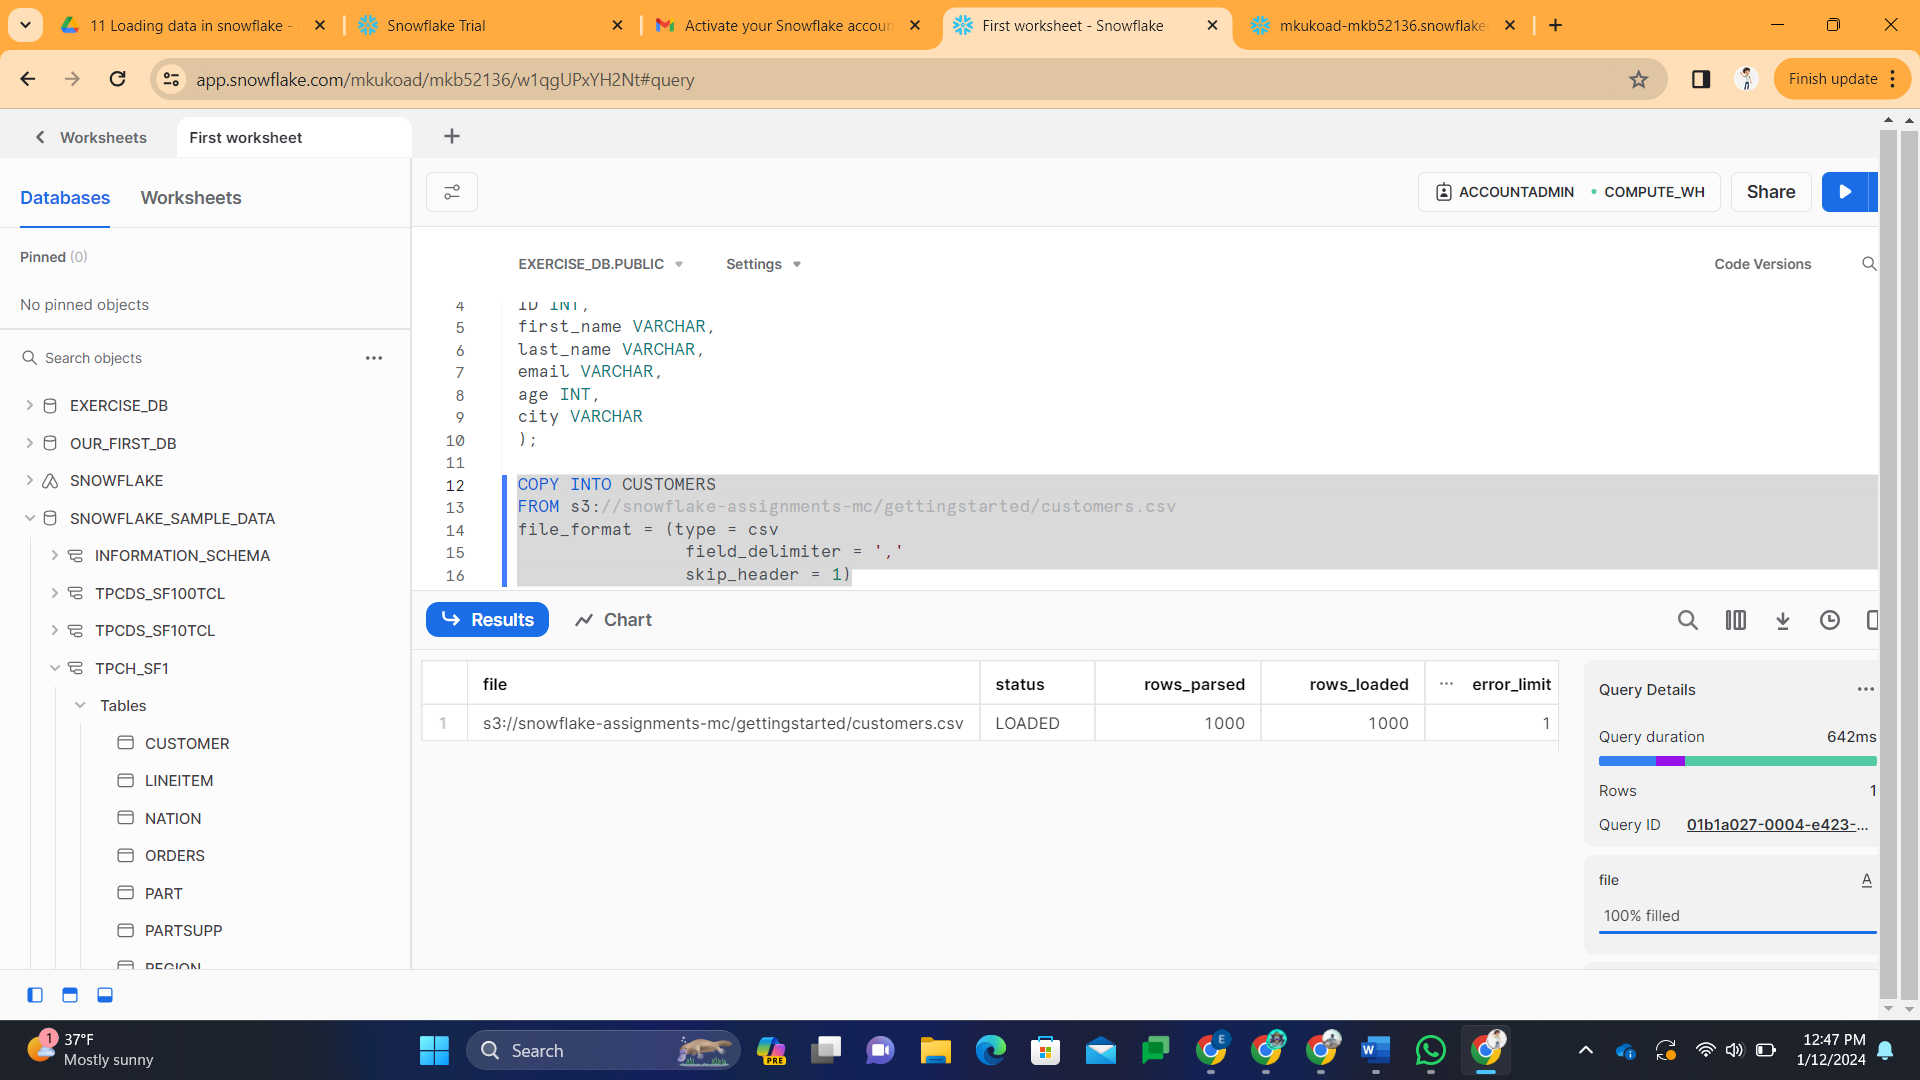 11 Loading data in snowflake -
Snowflake Trial
Activate your Snowflake accoun
First worksheet - Snowflake
mkukoad-mkb52136.snowflake
app.snowflake.com/mkukoad/mkb52136/w1qgUPxYH2Nt#query
Finish update
Worksheets
First worksheet
Databases
Worksheets
ACCOUNTADMIN
COMPUTE_WH
Share
Pinned (0)
No pinned objects
EXERCISE_DB.PUBLIC
Settings
Code Versions
Search objects
EXERCISE_DB
OUR_FIRST_DB
SNOWFLAKE
SNOWFLAKE_SAMPLE_DATA
INFORMATION_SCHEMA
TPCDS_SF100TCL
TPCDS_SF10TCL
TPCH_SF1
Tables
CUSTOMER
LINEITEM
NATION
ORDERS
PART
PARTSUPP
REGION
4 ID INT,
5 first_name VARCHAR,
6 last_name VARCHAR,
7 email VARCHAR,
8 age INT,
9 city VARCHAR
10 );
11
12 COPY INTO CUSTOMERS
13 FROM s3://snowflake-assignments-mc/gettingstarted/customers.csv
14 file_format = (type = csv
15 field_delimiter = ','
16 skip_header = 1)
Results
Chart
file status rows_parsed rows_loaded ... error_limit
1 s3://snowflake-assignments-mc/gettingstarted/customers.csv LOADED 1000 1000 1
Query Details
Query duration 642ms
Rows 1
Query ID 01b1a027-0004-e423-...
file A
100% filled
1
37°F
Mostly sunny
Search
PRE
E
12:47 PM
1/12/2024